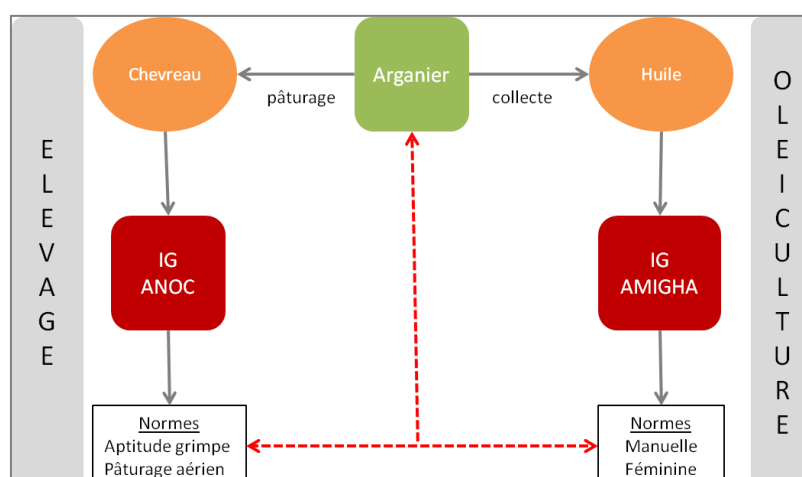 ELEVAGE
Chevreau
pâturage
Arganier
collecte
Huile
OLEICULTURE
IG
ANOC
IG
AMIGHA
Normes
Aptitude grimpe
Pâturage aérien
Normes
Manuelle
Féminine